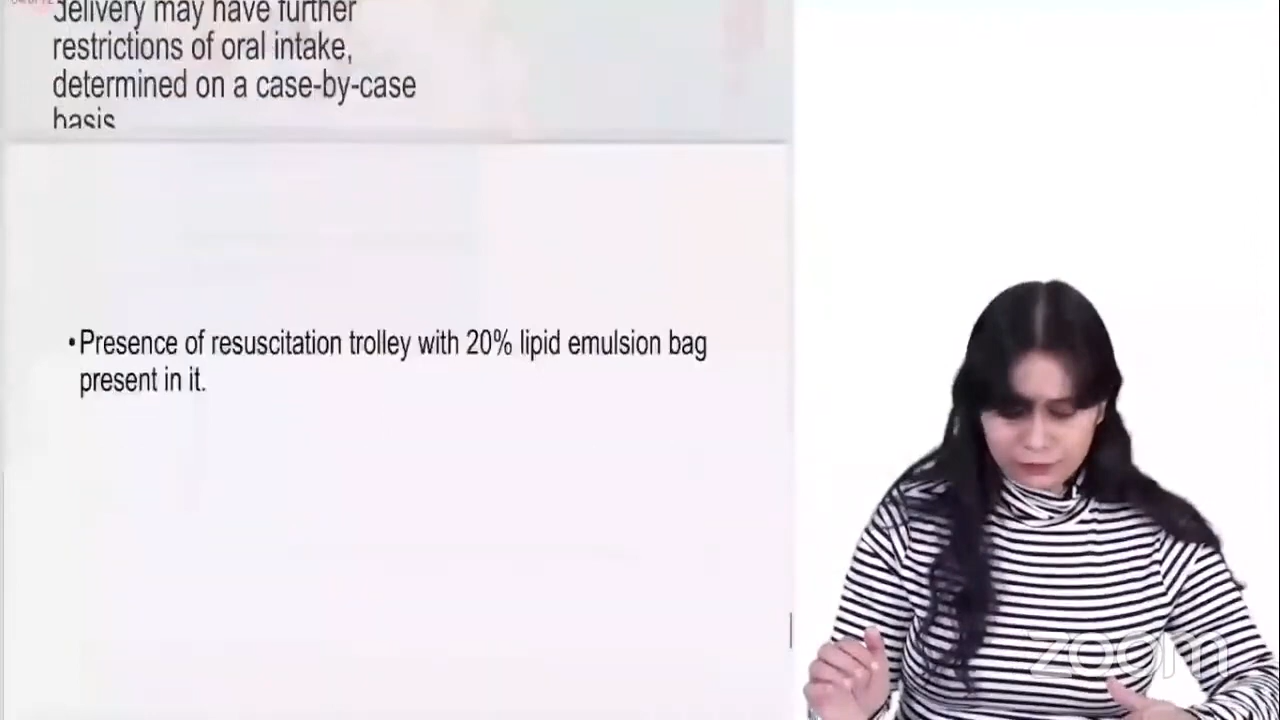 delivery may have further
restrictions of oral intake,
determined on a case-by-case
basis
•Presence of resuscitation trolley with 20% lipid emulsion bag
present in it.
zoom